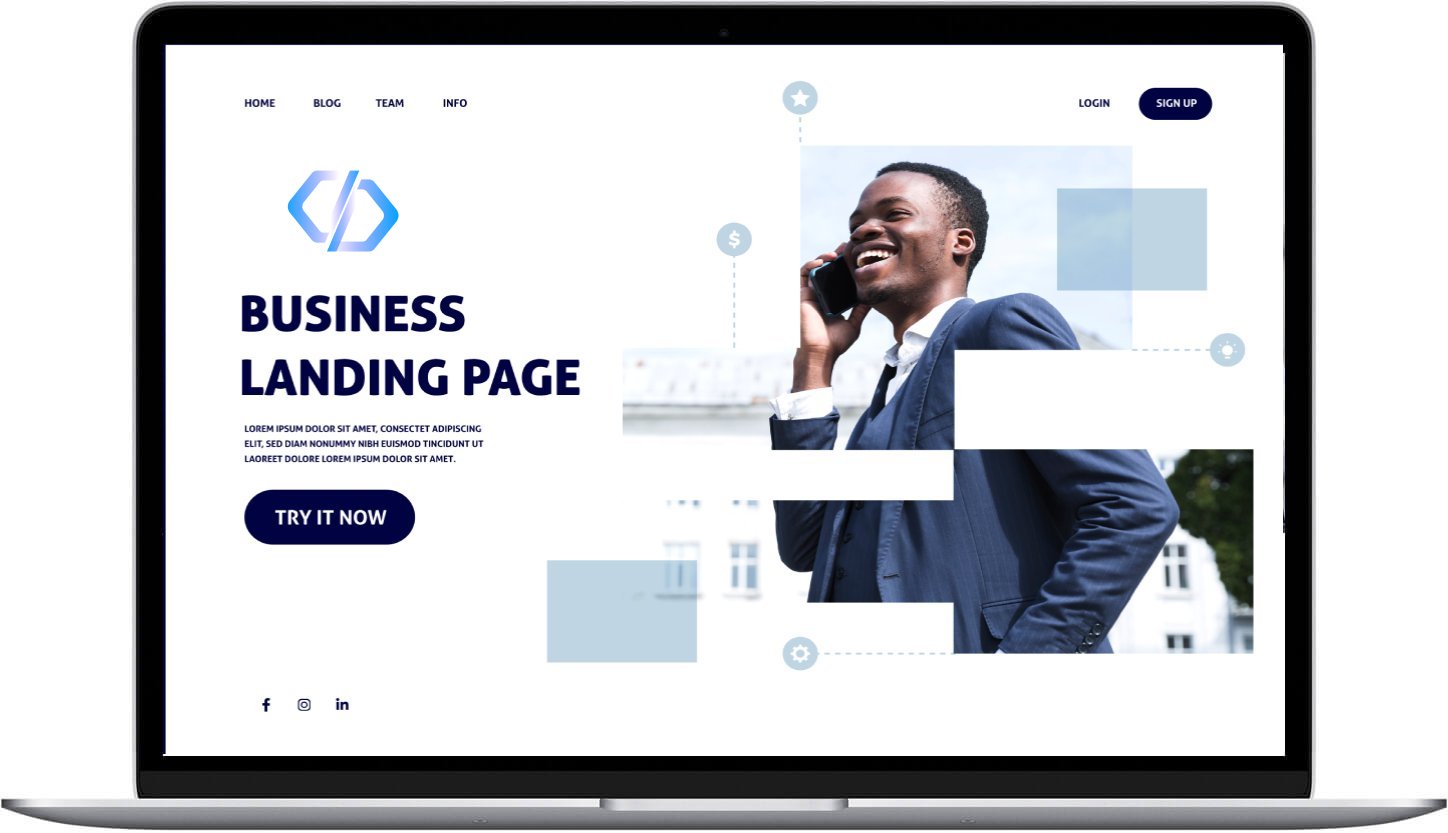 HOME BLOG TEAM INFO LOGIN SIGN UP
BUSINESS
LANDING PAGE
LOREM IPSUM DOLOR SIT AMET, CONSECTET ADIPISCING
ELIT, SED DIAM NONUMMY NIBH EUISMOD TINCIDUNT UT
LAOREET DOLORE LOREM IPSUM DOLOR SIT AMET.
TRY IT NOW